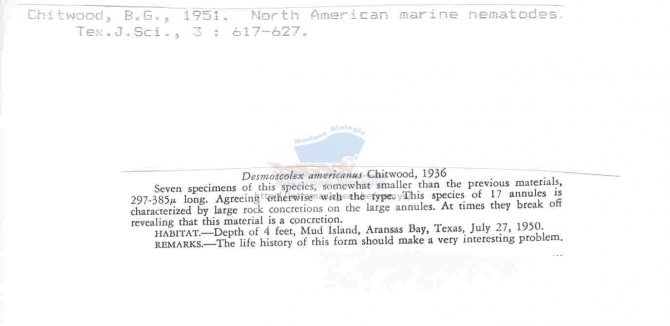 Chitwood, B.G., 1951. North American marine nematodes.
Tex.J.Sci., 3 : 617-627.
Mariene Biologie
Desmoscolex americanus Chitwood, 1936
Seven specimens of this species, somewhat smaller than the previous materials,
297-385μ long. Agreeing otherwise with the type. This species of 17 annules is
characterized by large rock concretions on the large annules. At times they break off
revealing that this material is a concretion.
HABITAT.—Depth of 4 feet, Mud Island, Aransas Bay, Texas, July 27, 1950.
REMARKS.—The life history of this form should make a very interesting problem.